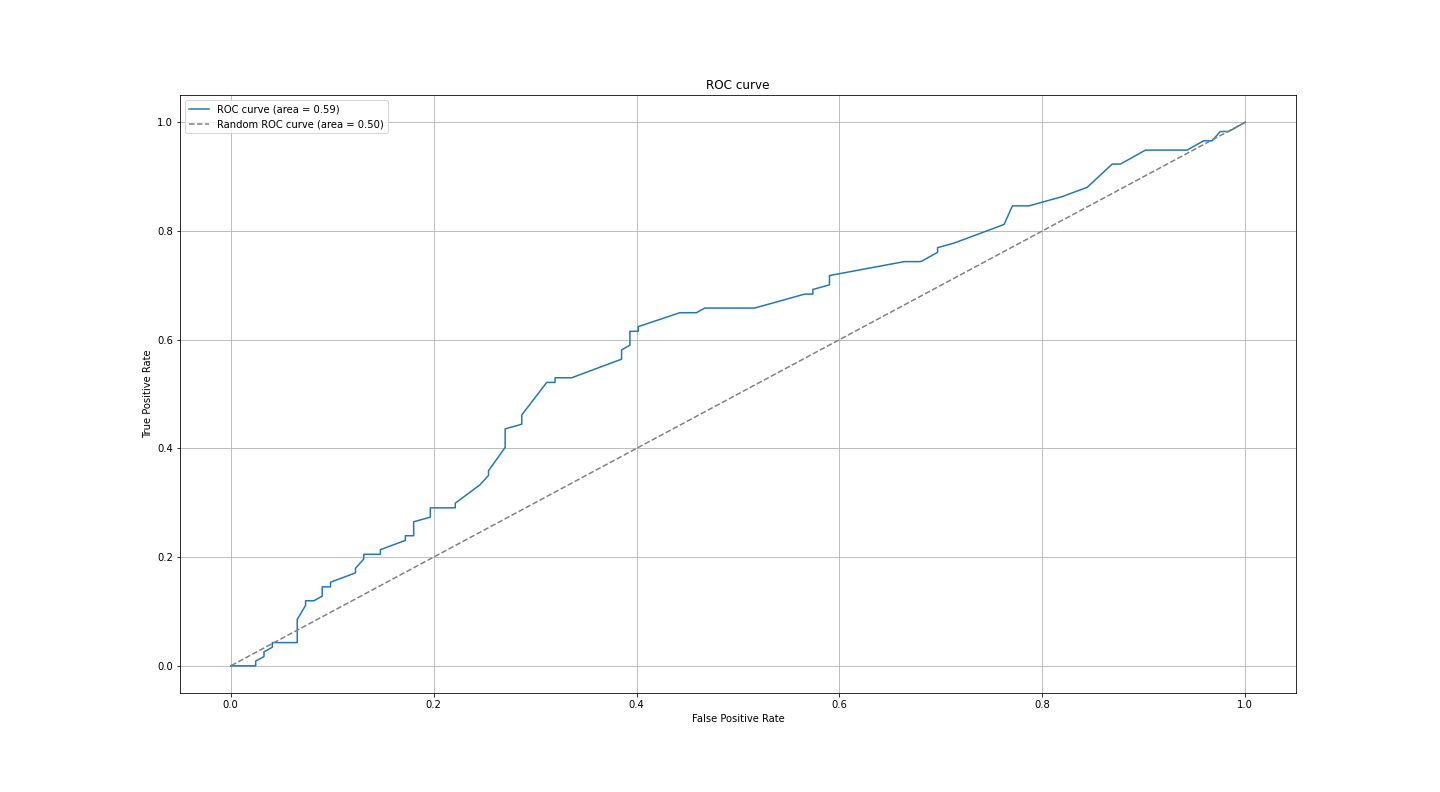 ROC curve
ROC curve (area = 0.59)
Random ROC curve (area = 0.50)
1.0
0.8
0.6
0.4
0.2
0.0
True Positive Rate
0.0 0.2 0.4 0.6 0.8 1.0
False Positive Rate